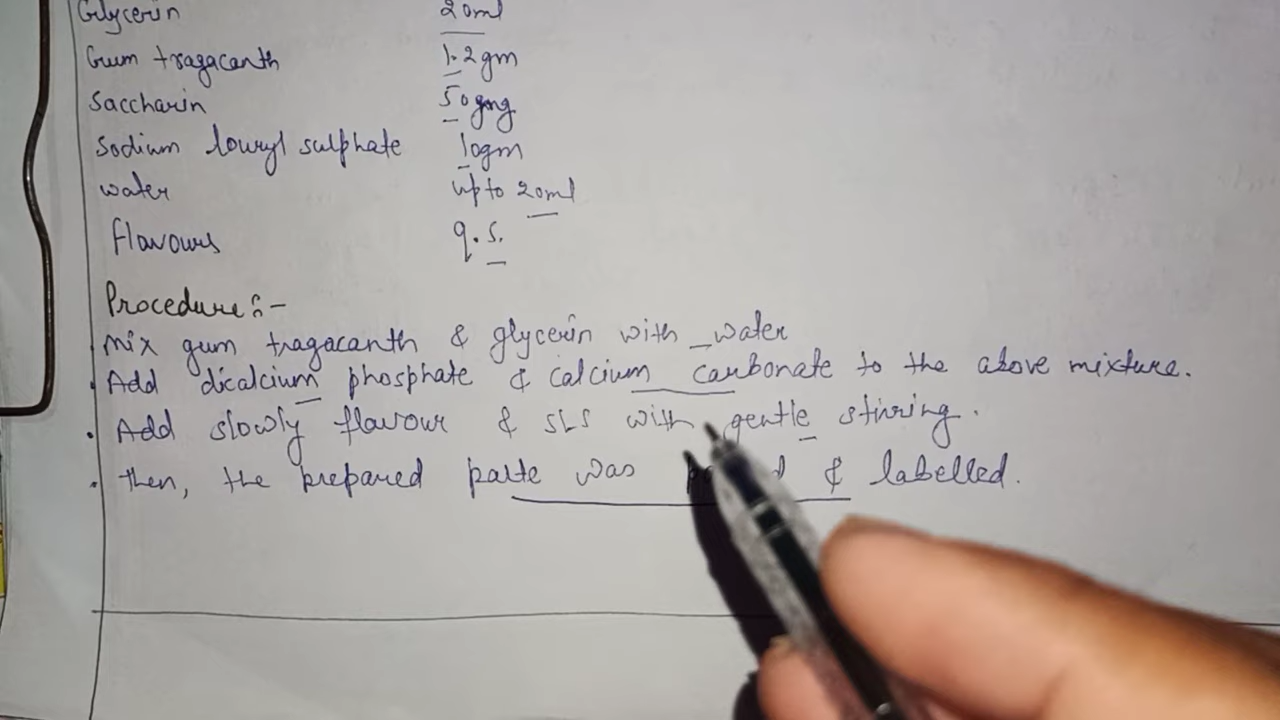 Glycerin 20ml
Gum tragacanth 1.2gm
Saccharin 50
Sodium lowryl sulphate 10gm
water upto 20ml
flavours q.s.
Procedure:-
Mix gum tragacanth & glycerin with water
. Add dicalcium phosphate & calcium carbonate to the above mixture.
. Add slowly flavour & SLS with gentle stirring.
. then, the prepared paste was & labelled.